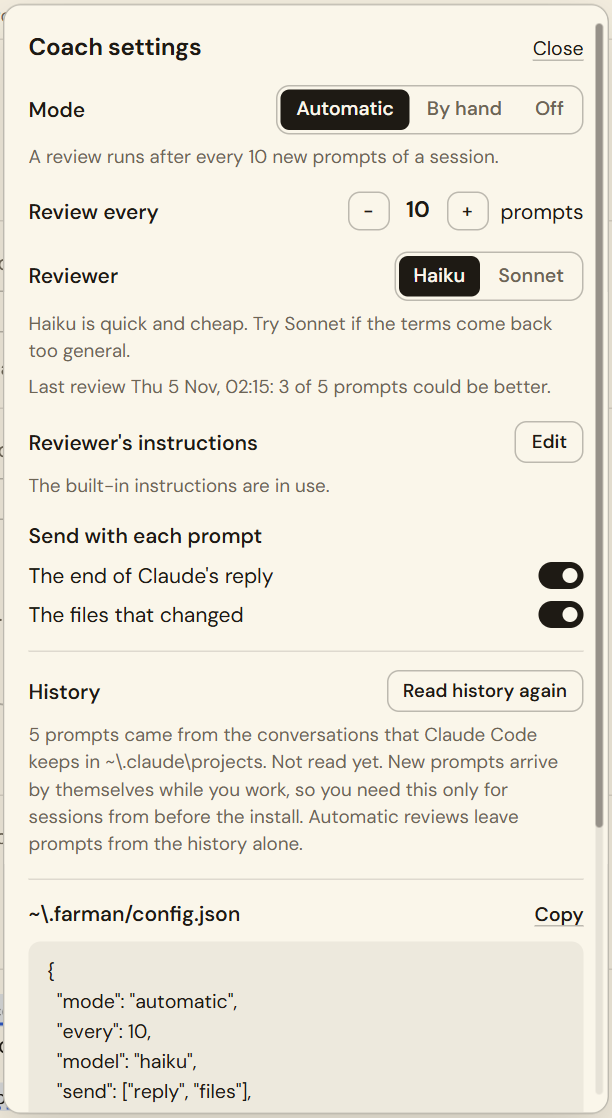 Coach settings
Close
Mode
Automatic
By hand
Off
A review runs after every 10 new prompts of a session.
Review every
-
10
+
prompts
Reviewer
Haiku
Sonnet
Haiku is quick and cheap. Try Sonnet if the terms come back
too general.
Last review Thu 5 Nov, 02:15: 3 of 5 prompts could be better.
Reviewer's instructions
Edit
The built-in instructions are in use.
Send with each prompt
The end of Claude's reply
The files that changed
History
Read history again
5 prompts came from the conversations that Claude Code
keeps in ~\.claude\projects. Not read yet. New prompts arrive
by themselves while you work, so you need this only for
sessions from before the install. Automatic reviews leave
prompts from the history alone.
~\.farman/config.json
Copy
{
"mode": "automatic",
"every": 10,
"model": "haiku",
"send": ["reply", "files"],